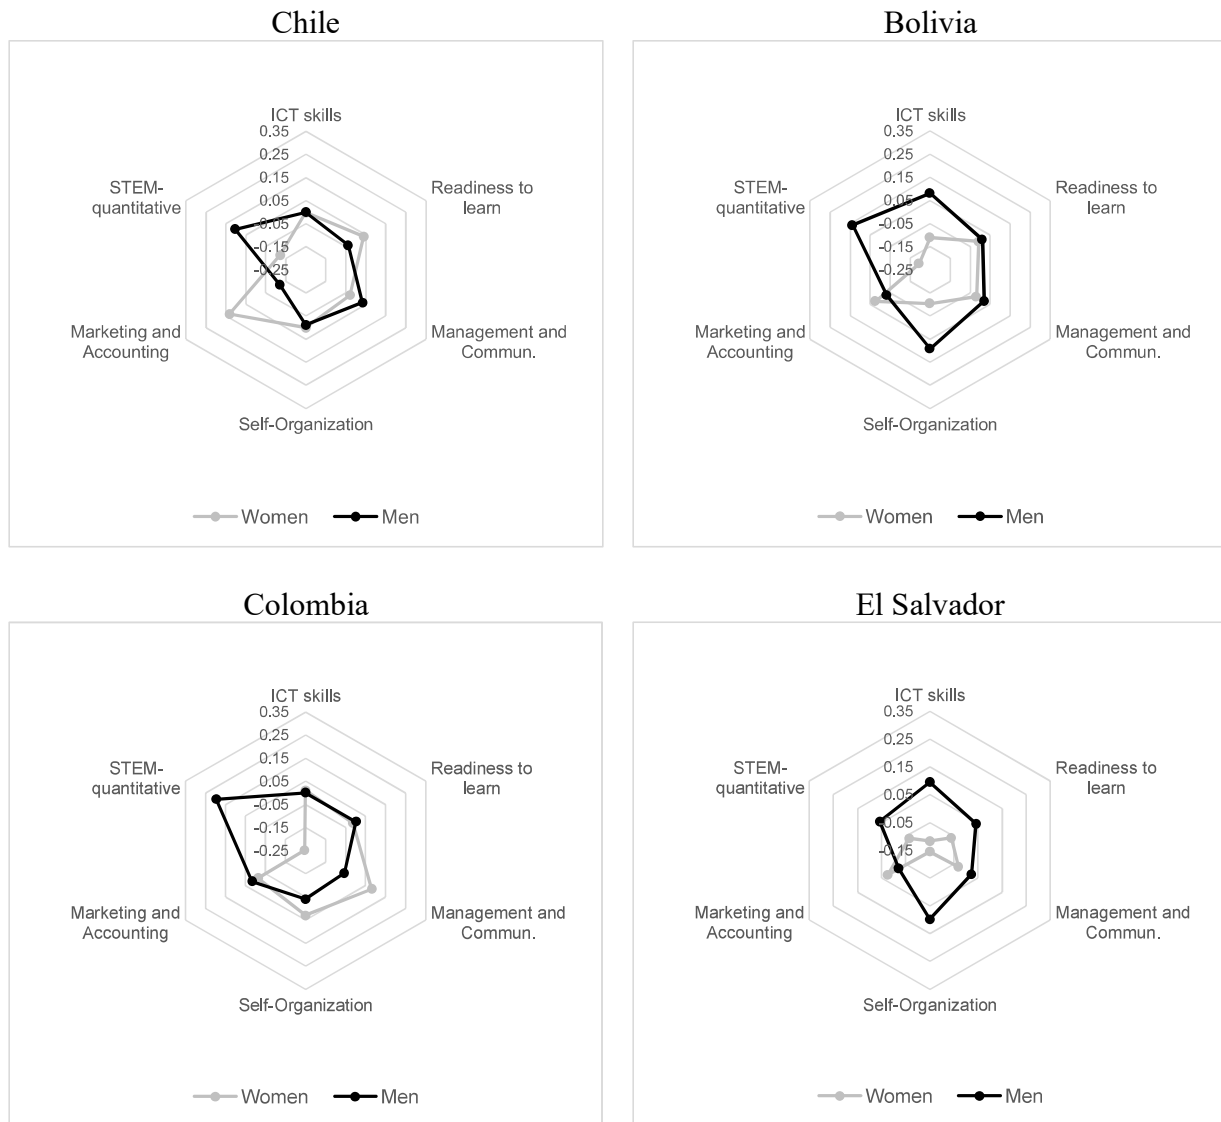 Chile
ICT skills
0.35
0.25
0.15
0.05
-0.05
-0.15
-0.25
Readiness to
learn
Management and
Commun.
Self-Organization
Marketing and
Accounting
STEM-
quantitative
Women
Men
Bolivia
ICT skills
0.35
0.25
0.15
0.05
-0.05
-0.15
-0.25
Readiness to
learn
Management and
Commun.
Self-Organization
Marketing and
Accounting
STEM-
quantitative
Women
Men
Colombia
ICT skills
0.35
0.25
0.15
0.05
-0.05
-0.15
-0.25
Readiness to
learn
Management and
Commun.
Self-Organization
Marketing and
Accounting
STEM-
quantitative
Women
Men
El Salvador
ICT skills
0.35
0.25
0.15
0.05
-0.05
-0.15
Readiness to
learn
Management and
Commun.
Self-Organization
Marketing and
Accounting
STEM-
quantitative
Women
Men